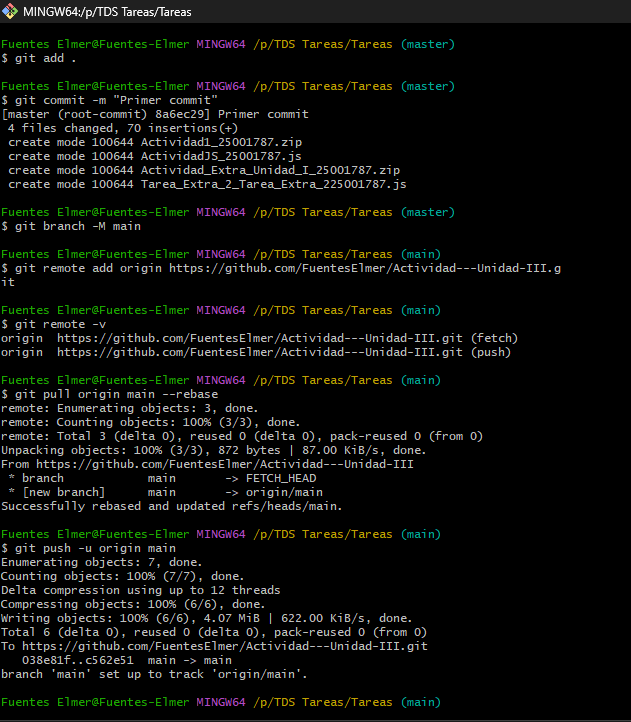 MINGW64:/p/TDS Tareas/Tareas
Fuentes Elmer@Fuentes-Elmer MINGW64 /p/TDS Tareas/Tareas (master)
$ git add .
Fuentes Elmer@Fuentes-Elmer MINGW64 /p/TDS Tareas/Tareas (master)
$ git commit -m "Primer commit"
[master (root-commit) 8a6ec29] Primer commit
 4 files changed, 70 insertions(+)
 create mode 100644 Actividad1_25001787.zip
 create mode 100644 ActividadJS_25001787.js
 create mode 100644 Actividad_Extra_Unidad_I_25001787.zip
 create mode 100644 Tarea_Extra_2_Tarea_Extra_225001787.js
Fuentes Elmer@Fuentes-Elmer MINGW64 /p/TDS Tareas/Tareas (master)
$ git branch -M main
Fuentes Elmer@Fuentes-Elmer MINGW64 /p/TDS Tareas/Tareas (main)
$ git remote add origin https://github.com/FuentesElmer/Actividad---Unidad-III.g
it
Fuentes Elmer@Fuentes-Elmer MINGW64 /p/TDS Tareas/Tareas (main)
$ git remote -v
origin  https://github.com/FuentesElmer/Actividad---Unidad-III.git (fetch)
origin  https://github.com/FuentesElmer/Actividad---Unidad-III.git (push)
Fuentes Elmer@Fuentes-Elmer MINGW64 /p/TDS Tareas/Tareas (main)
$ git pull origin main --rebase
remote: Enumerating objects: 3, done.
remote: Counting objects: 100% (3/3), done.
remote: Total 3 (delta 0), reused 0 (delta 0), pack-reused 0 (from 0)
Unpacking objects: 100% (3/3), 872 bytes | 87.00 KiB/s, done.
From https://github.com/FuentesElmer/Actividad---Unidad-III
 * branch            main       -> FETCH_HEAD
 * [new branch]      main       -> origin/main
Successfully rebased and updated refs/heads/main.
Fuentes Elmer@Fuentes-Elmer MINGW64 /p/TDS Tareas/Tareas (main)
$ git push -u origin main
Enumerating objects: 7, done.
Counting objects: 100% (7/7), done.
Delta compression using up to 12 threads
Compressing objects: 100% (6/6), done.
Writing objects: 100% (6/6), 4.07 MiB | 622.00 KiB/s, done.
Total 6 (delta 0), reused 0 (delta 0), pack-reused 0 (from 0)
To https://github.com/FuentesElmer/Actividad---Unidad-III.git
   038e81f..c562e51  main -> main
branch 'main' set up to track 'origin/main'.
Fuentes Elmer@Fuentes-Elmer MINGW64 /p/TDS Tareas/Tareas (main)